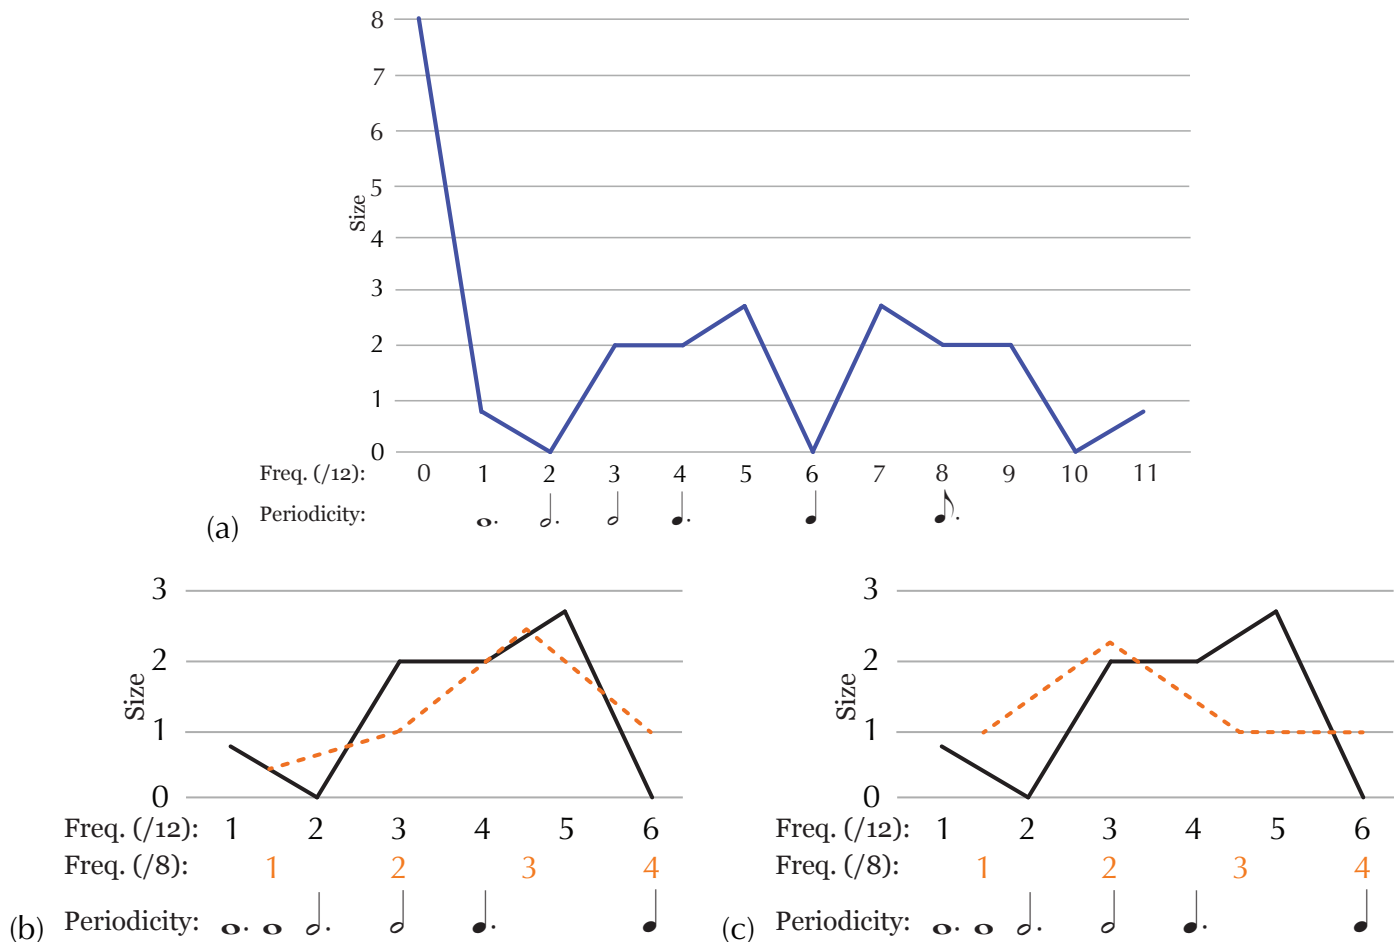 8
7
6
5
4
3
2
1
0
Size
Freq. (/12): 0 1 2 3 4 5 6 7 8 9 10 11
(a) Periodicity:
3
2
1
0
Size
Freq. (/12): 1 2 3 4 5 6
Freq. (/8): 1 2 3 4
(b) Periodicity:
3
2
1
0
Size
Freq. (/12): 1 2 3 4 5 6
Freq. (/8): 1 2 3 4
(c) Periodicity: